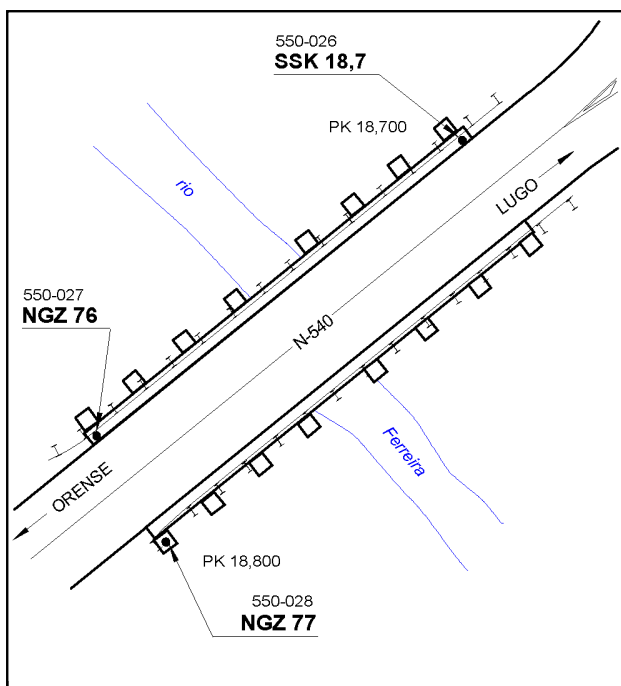 550-026
SSK 18,7
PK 18,700
rio
LUGO
550-027
NGZ 76
N-540
Ferreira
ORENSE
PK 18,800
550-028
NGZ 77